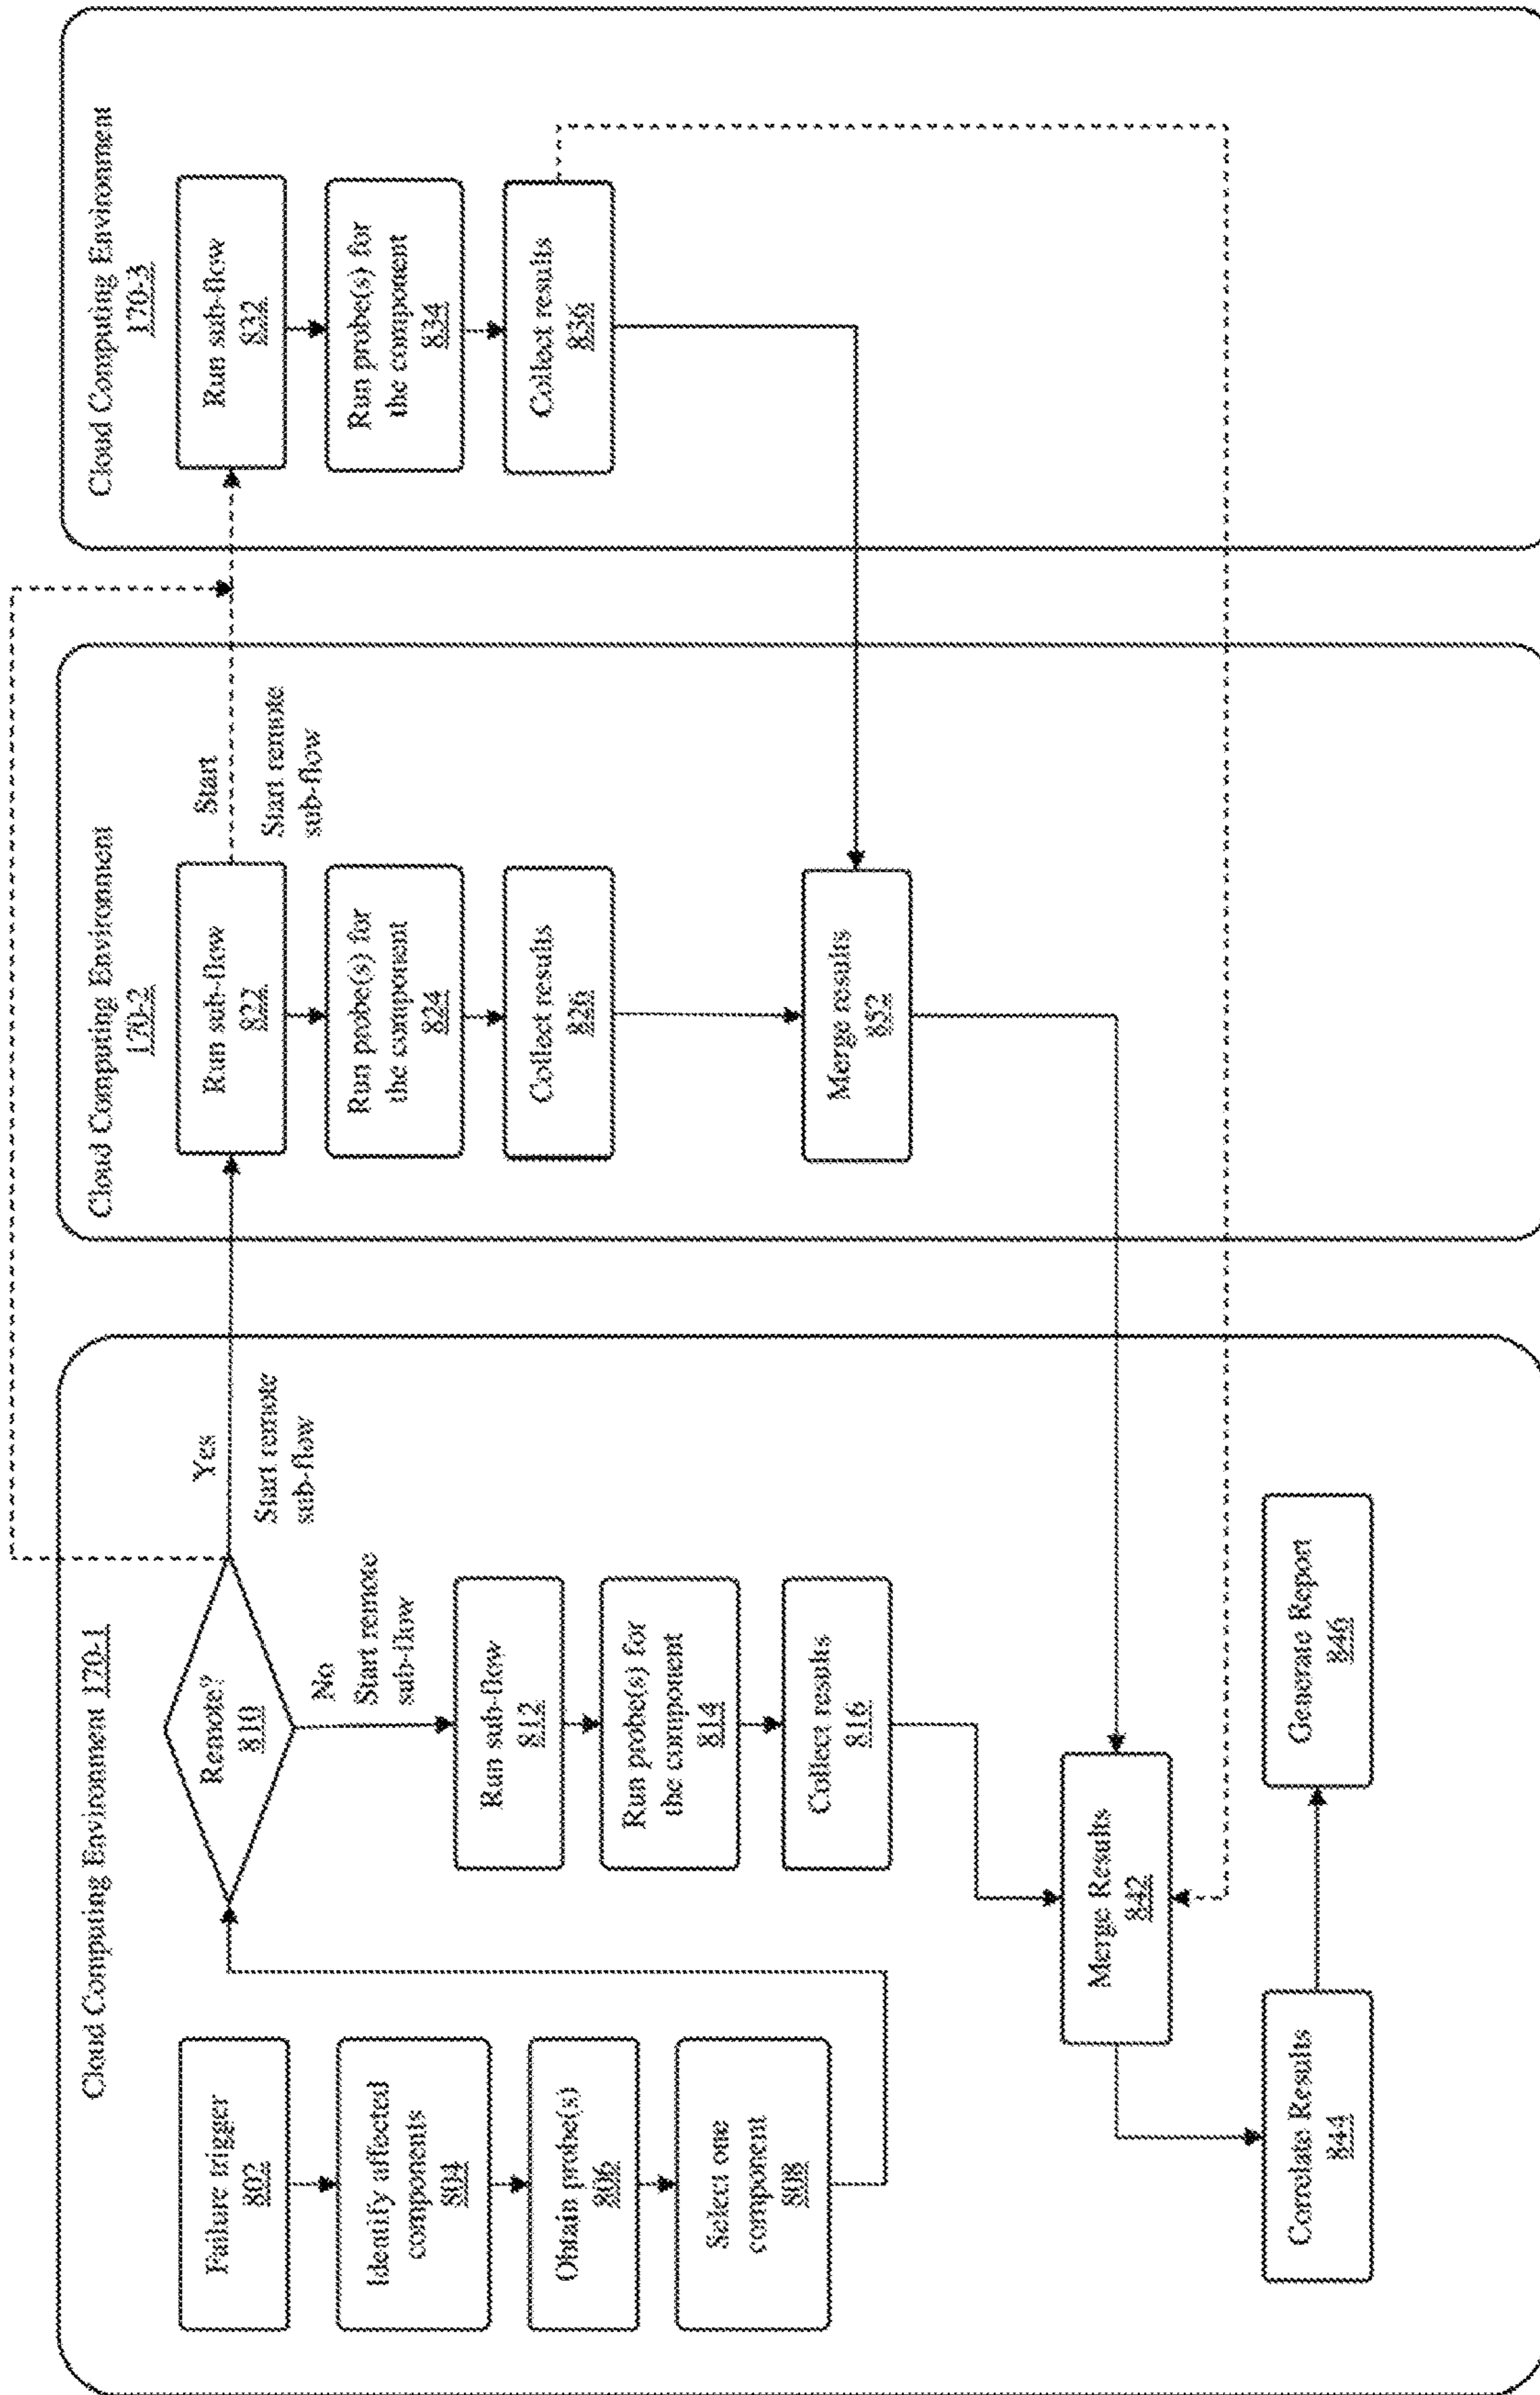 Cloud Computing Environment 170-1
Failure trigger
802
Identify affected
components
804
Obtain probe(s)
806
Select one
component
808
Remote?
810
Yes
Start remote
sub-flow
No
Start remote
sub-flow
Run sub-flow
812
Run probe(s) for
the component
814
Collect results
816
Merge Results
842
Correlate Results
844
Generate Report
846
Cloud Computing Environment
170-2
Run sub-flow
822
Start
Start remote
sub-flow
Run probe(s) for
the component
824
Collect results
826
Merge results
852
Cloud Computing Environment
170-3
Run sub-flow
832
Run probe(s) for
the component
834
Collect results
836